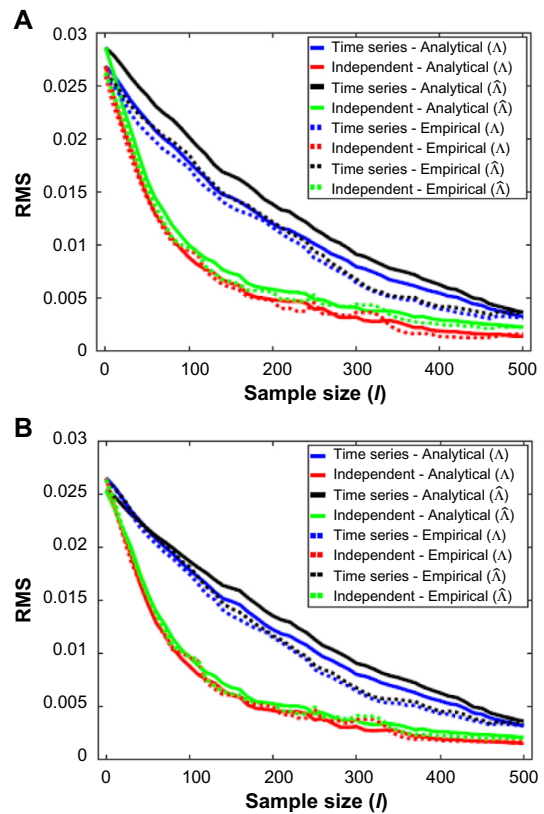 A
0.03
0.025
0.02
0.015
0.01
0.005
0
RMS
Time series - Analytical (Λ)
Independent - Analytical (Λ)
Time series - Analytical (Λ̂)
Independent - Analytical (Λ̂)
Time series - Empirical (Λ)
Independent - Empirical (Λ)
Time series - Empirical (Λ̂)
Independent - Empirical (Λ̂)
0 100 200 300 400 500
Sample size (l)
B
0.03
0.025
0.02
0.015
0.01
0.005
0
RMS
Time series - Analytical (Λ)
Independent - Analytical (Λ)
Time series - Analytical (Λ̂)
Independent - Analytical (Λ̂)
Time series - Empirical (Λ)
Independent - Empirical (Λ)
Time series - Empirical (Λ̂)
Independent - Empirical (Λ̂)
0 100 200 300 400 500
Sample size (l)